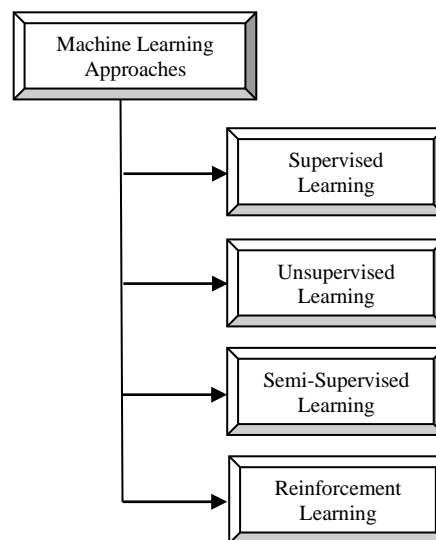 Machine Learning
Approaches
Supervised
Learning
Unsupervised
Learning
Semi-Supervised
Learning
Reinforcement
Learning